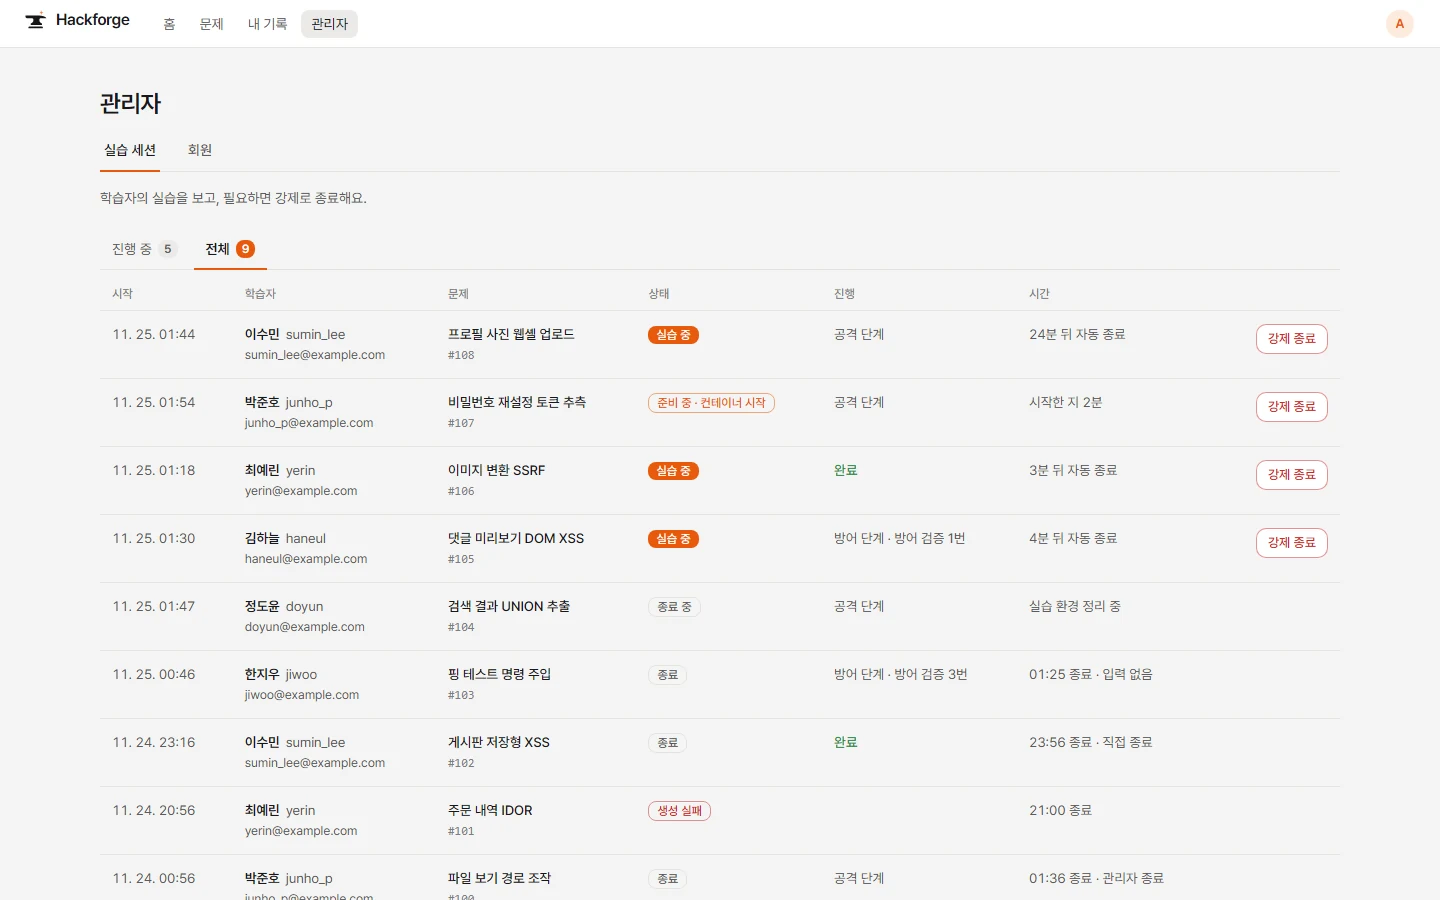 Hackforge 홈 문제 내 기록 관리자 A
관리자
실습 세션 회원
학습자의 실습을 보고, 필요하면 강제로 종료해요.
진행 중 5 전체 9
시작 학습자 문제 상태 진행 시간
11. 25. 01:44 이수민 sumin_lee 프로필 사진 웹셸 업로드 실습 중 공격 단계 24분 뒤 자동 종료 강제 종료
sumin_lee@example.com #108
11. 25. 01:54 박준호 junho_p 비밀번호 재설정 토큰 추측 준비 중 · 컨테이너 시작 공격 단계 시작한 지 2분 강제 종료
junho_p@example.com #107
11. 25. 01:18 최예린 yerin 이미지 변환 SSRF 실습 중 완료 3분 뒤 자동 종료 강제 종료
yerin@example.com #106
11. 25. 01:30 김하늘 haneul 댓글 미리보기 DOM XSS 실습 중 방어 단계 · 방어 검증 1번 4분 뒤 자동 종료 강제 종료
haneul@example.com #105
11. 25. 01:47 정도윤 doyun 검색 결과 UNION 추출 종료 중 공격 단계 실습 환경 정리 중
doyun@example.com #104
11. 25. 00:46 한지우 jiwoo 핑 테스트 명령 주입 종료 방어 단계 · 방어 검증 3번 01:25 종료 · 입력 없음
jiwoo@example.com #103
11. 24. 23:16 이수민 sumin_lee 게시판 저장형 XSS 종료 완료 23:56 종료 · 직접 종료
sumin_lee@example.com #102
11. 24. 20:56 최예린 yerin 주문 내역 IDOR 생성 실패 21:00 종료
yerin@example.com #101
11. 24. 00:56 박준호 junho_p 파일 보기 경로 조작 종료 공격 단계 01:36 종료 · 관리자 종료
junho_p@example.com #100